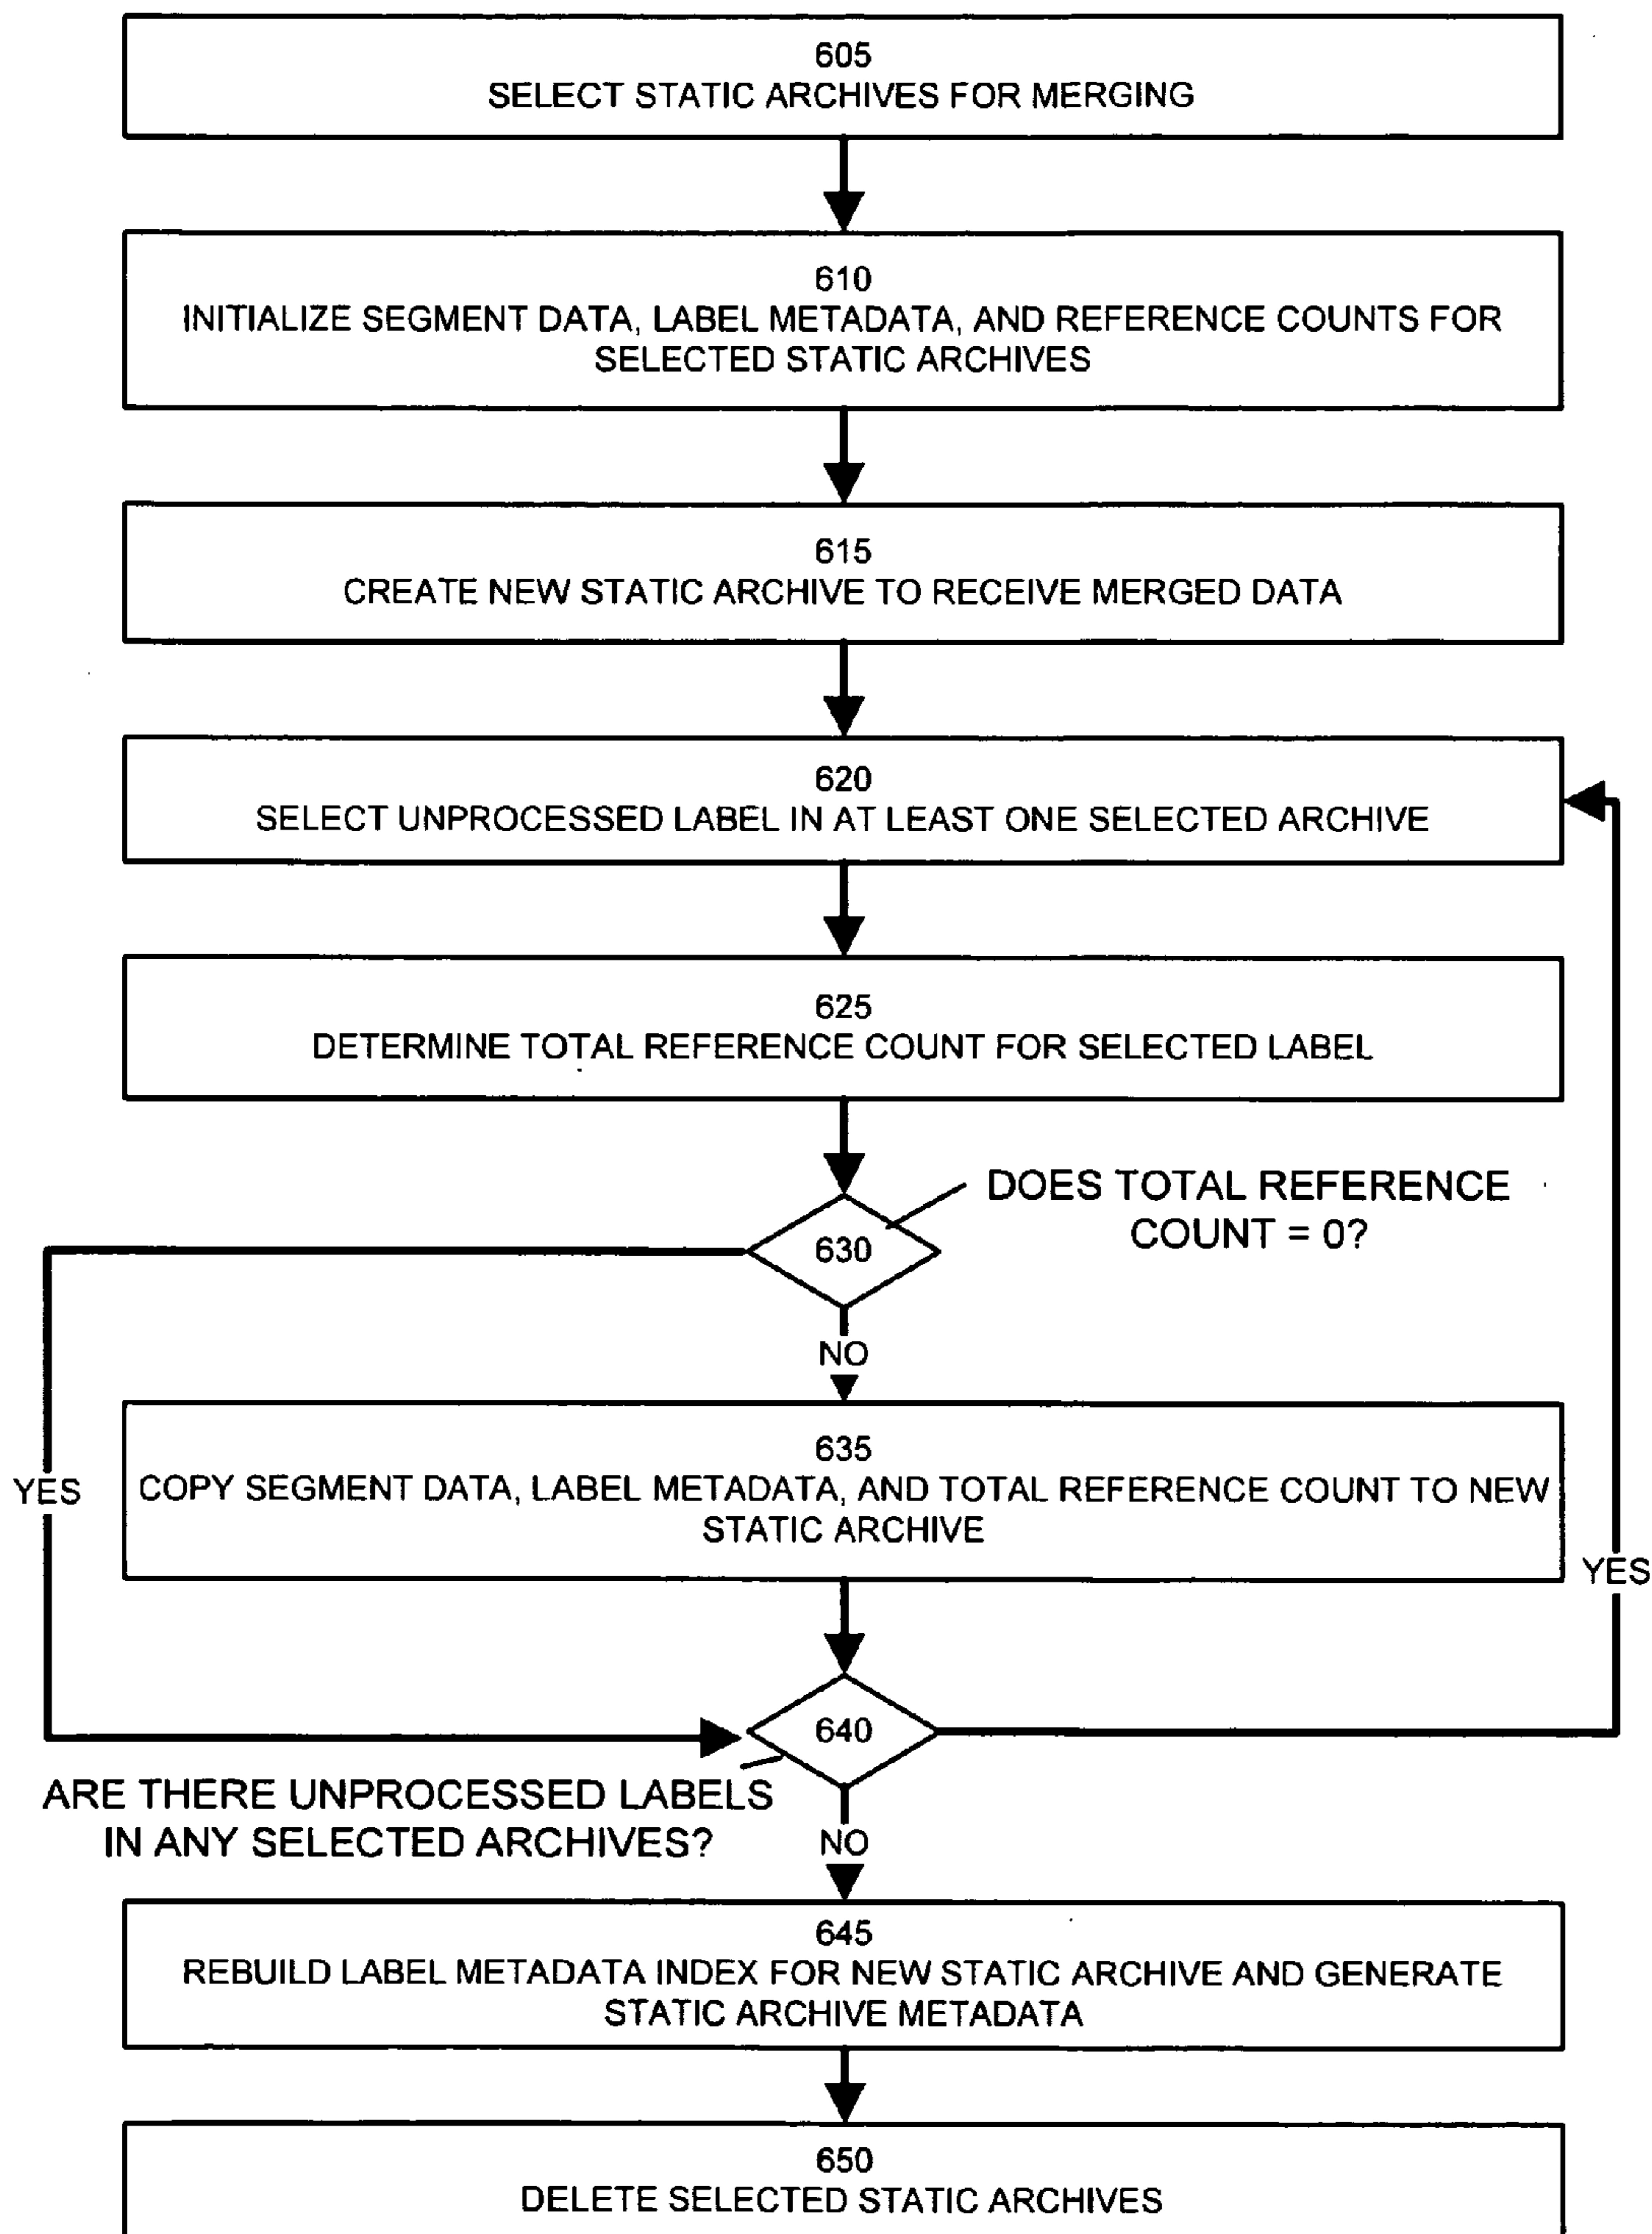 605
SELECT STATIC ARCHIVES FOR MERGING
610
INITIALIZE SEGMENT DATA, LABEL METADATA, AND REFERENCE COUNTS FOR
SELECTED STATIC ARCHIVES
615
CREATE NEW STATIC ARCHIVE TO RECEIVE MERGED DATA
620
SELECT UNPROCESSED LABEL IN AT LEAST ONE SELECTED ARCHIVE
625
DETERMINE TOTAL REFERENCE COUNT FOR SELECTED LABEL
DOES TOTAL REFERENCE
COUNT = 0?
630
NO
635
COPY SEGMENT DATA, LABEL METADATA, AND TOTAL REFERENCE COUNT TO NEW
STATIC ARCHIVE
YES
YES
640
ARE THERE UNPROCESSED LABELS
IN ANY SELECTED ARCHIVES?
NO
645
REBUILD LABEL METADATA INDEX FOR NEW STATIC ARCHIVE AND GENERATE
STATIC ARCHIVE METADATA
650
DELETE SELECTED STATIC ARCHIVES